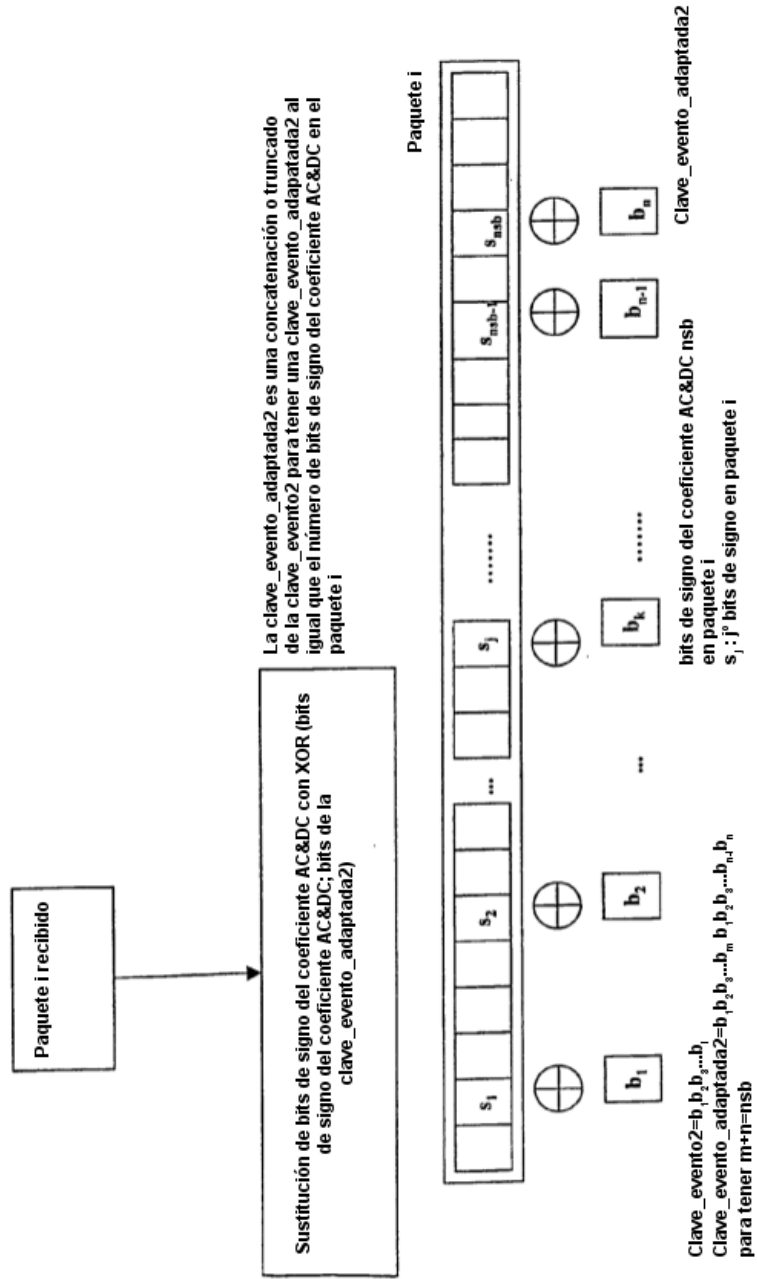 Paquete i recibido
Sustitución de bits de signo del coeficiente AC&DC con XOR (bits
de signo del coeficiente AC&DC; bits de la
clave_evento_adaptada2)
La clave_evento_adaptada2 es una concatenación o truncado
de la clave_evento2 para tener una clave_evento_adapatada2 al
igual que el número de bits de signo del coeficiente AC&DC en el
paquete i
Paquete i
s₁ s₂ ... sⱼ ....... sₙₛb₋₁ sₙₛb
b₁ b₂ ... bₖ ....... bₙ₋₁ bₙ
Clave_evento_adaptada2
bits de signo del coeficiente AC&DC nsb
en paquete i
sⱼ : jº bits de signo en paquete i
Clave_evento2=b₁b₂b₃...bₗ
Clave_evento_adaptada2=b₁b₂b₃...bₘ b₁b₂b₃...bₙ₋ₗbₙ
para tener m+n=nsb